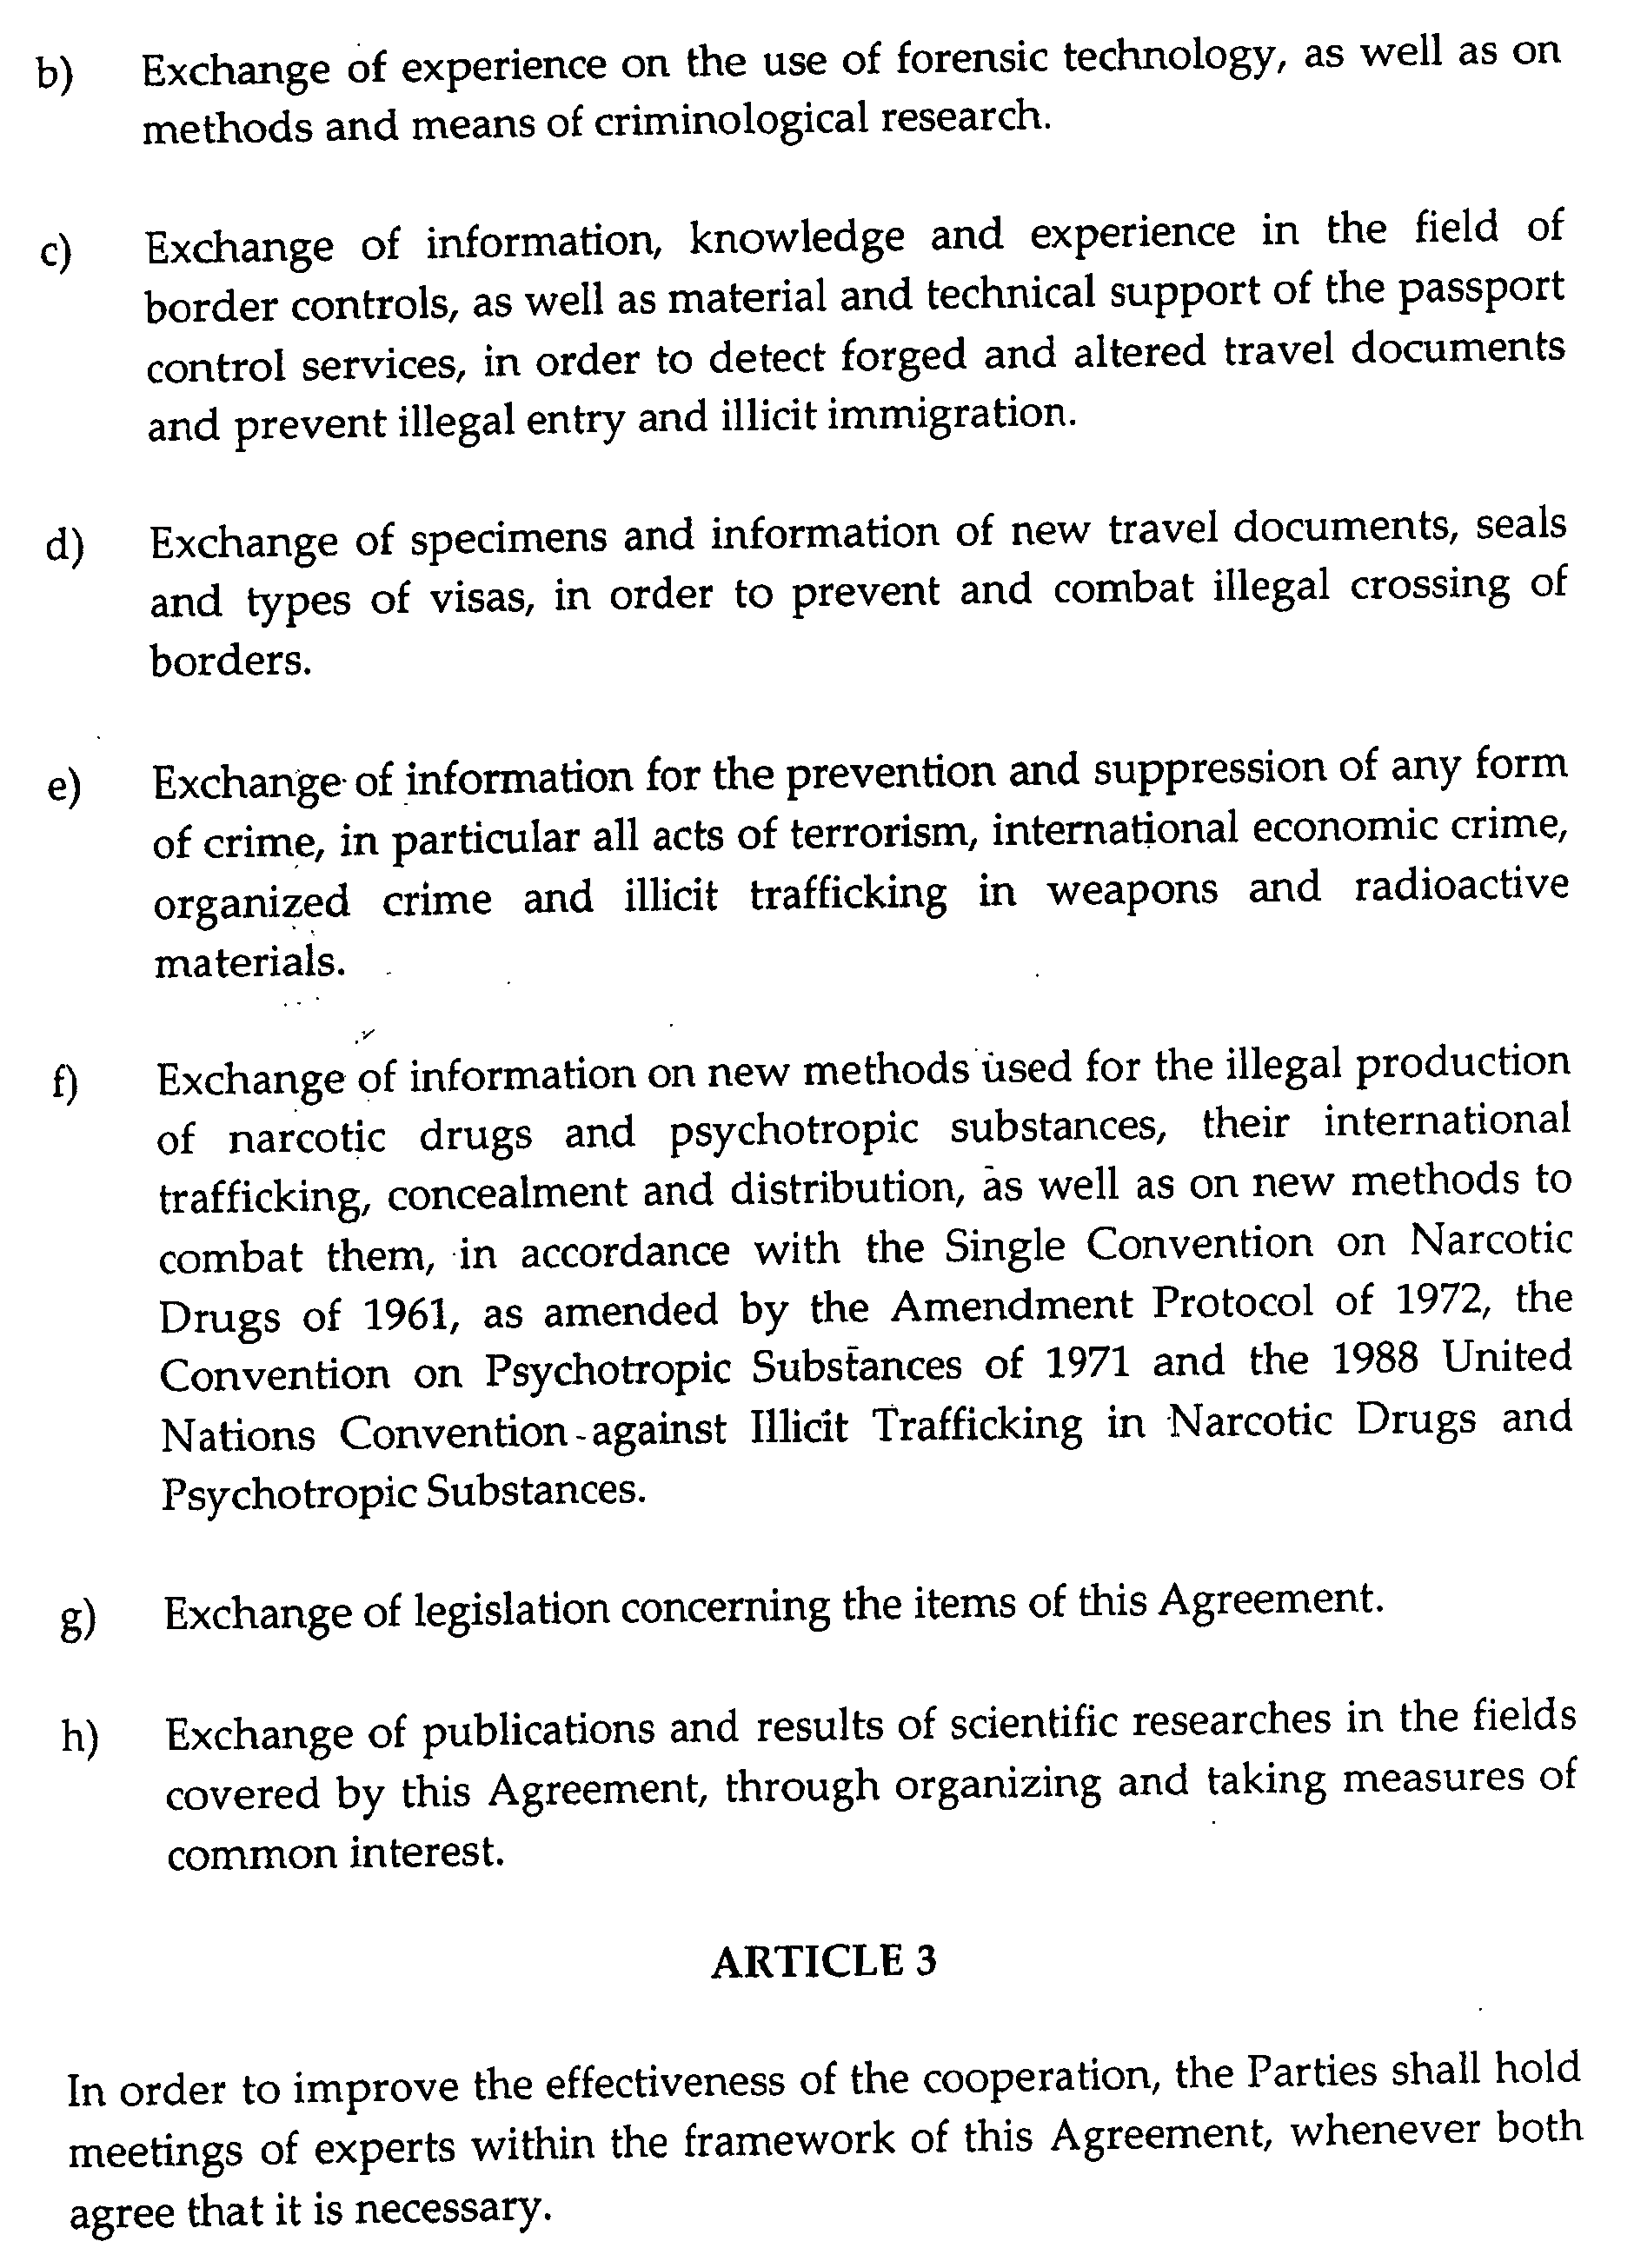 b) Exchange of experience on the use of forensic technology, as well as on
methods and means of criminological research.
c) Exchange of information, knowledge and experience in the field of
border controls, as well as material and technical support of the passport
control services, in order to detect forged and altered travel documents
and prevent illegal entry and illicit immigration.
d) Exchange of specimens and information of new travel documents, seals
and types of visas, in order to prevent and combat illegal crossing of
borders.
e) Exchange of information for the prevention and suppression of any form
of crime, in particular all acts of terrorism, international economic crime,
organized crime and illicit trafficking in weapons and radioactive
materials.
f) Exchange of information on new methods used for the illegal production
of narcotic drugs and psychotropic substances, their international
trafficking, concealment and distribution, as well as on new methods to
combat them, in accordance with the Single Convention on Narcotic
Drugs of 1961, as amended by the Amendment Protocol of 1972, the
Convention on Psychotropic Substances of 1971 and the 1988 United
Nations Convention against Illicit Trafficking in Narcotic Drugs and
Psychotropic Substances.
g) Exchange of legislation concerning the items of this Agreement.
h) Exchange of publications and results of scientific researches in the fields
covered by this Agreement, through organizing and taking measures of
common interest.
ARTICLE 3
In order to improve the effectiveness of the cooperation, the Parties shall hold
meetings of experts within the framework of this Agreement, whenever both
agree that it is necessary.